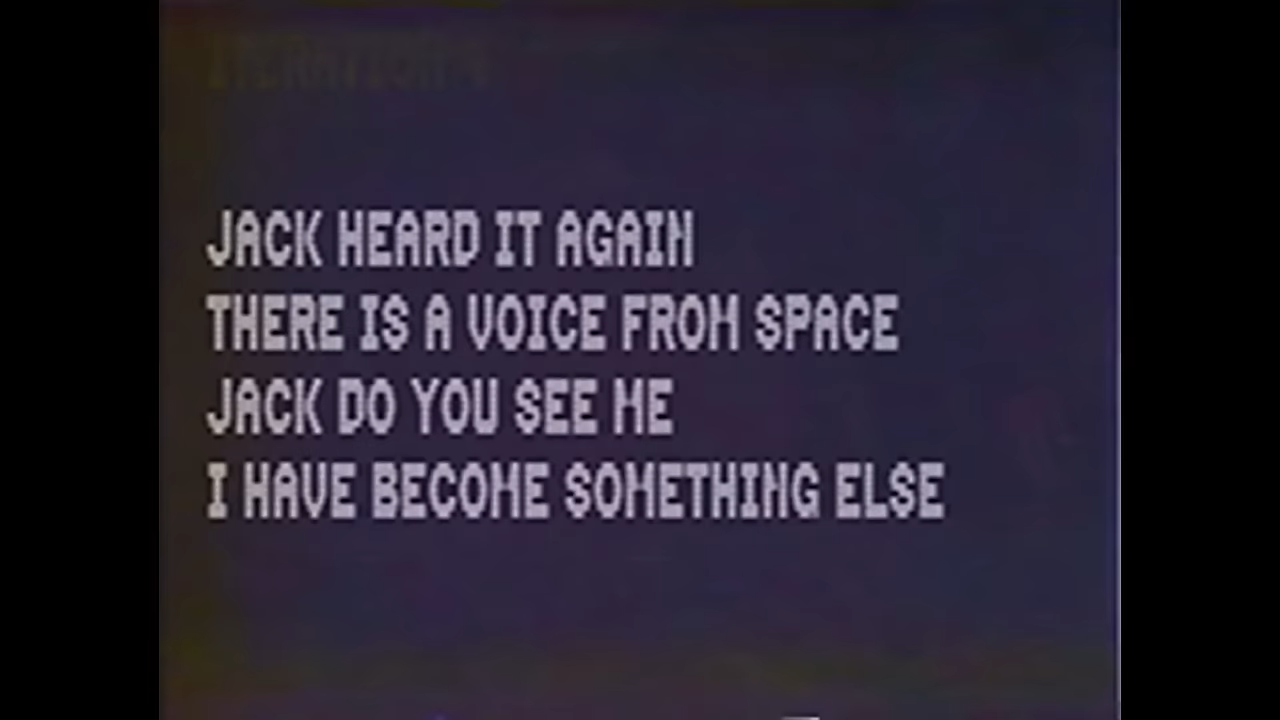 JACK HEARD IT AGAIN
THERE IS A VOICE FROM SPACE
JACK DO YOU SEE ME
I HAVE BECOME SOMETHING ELSE